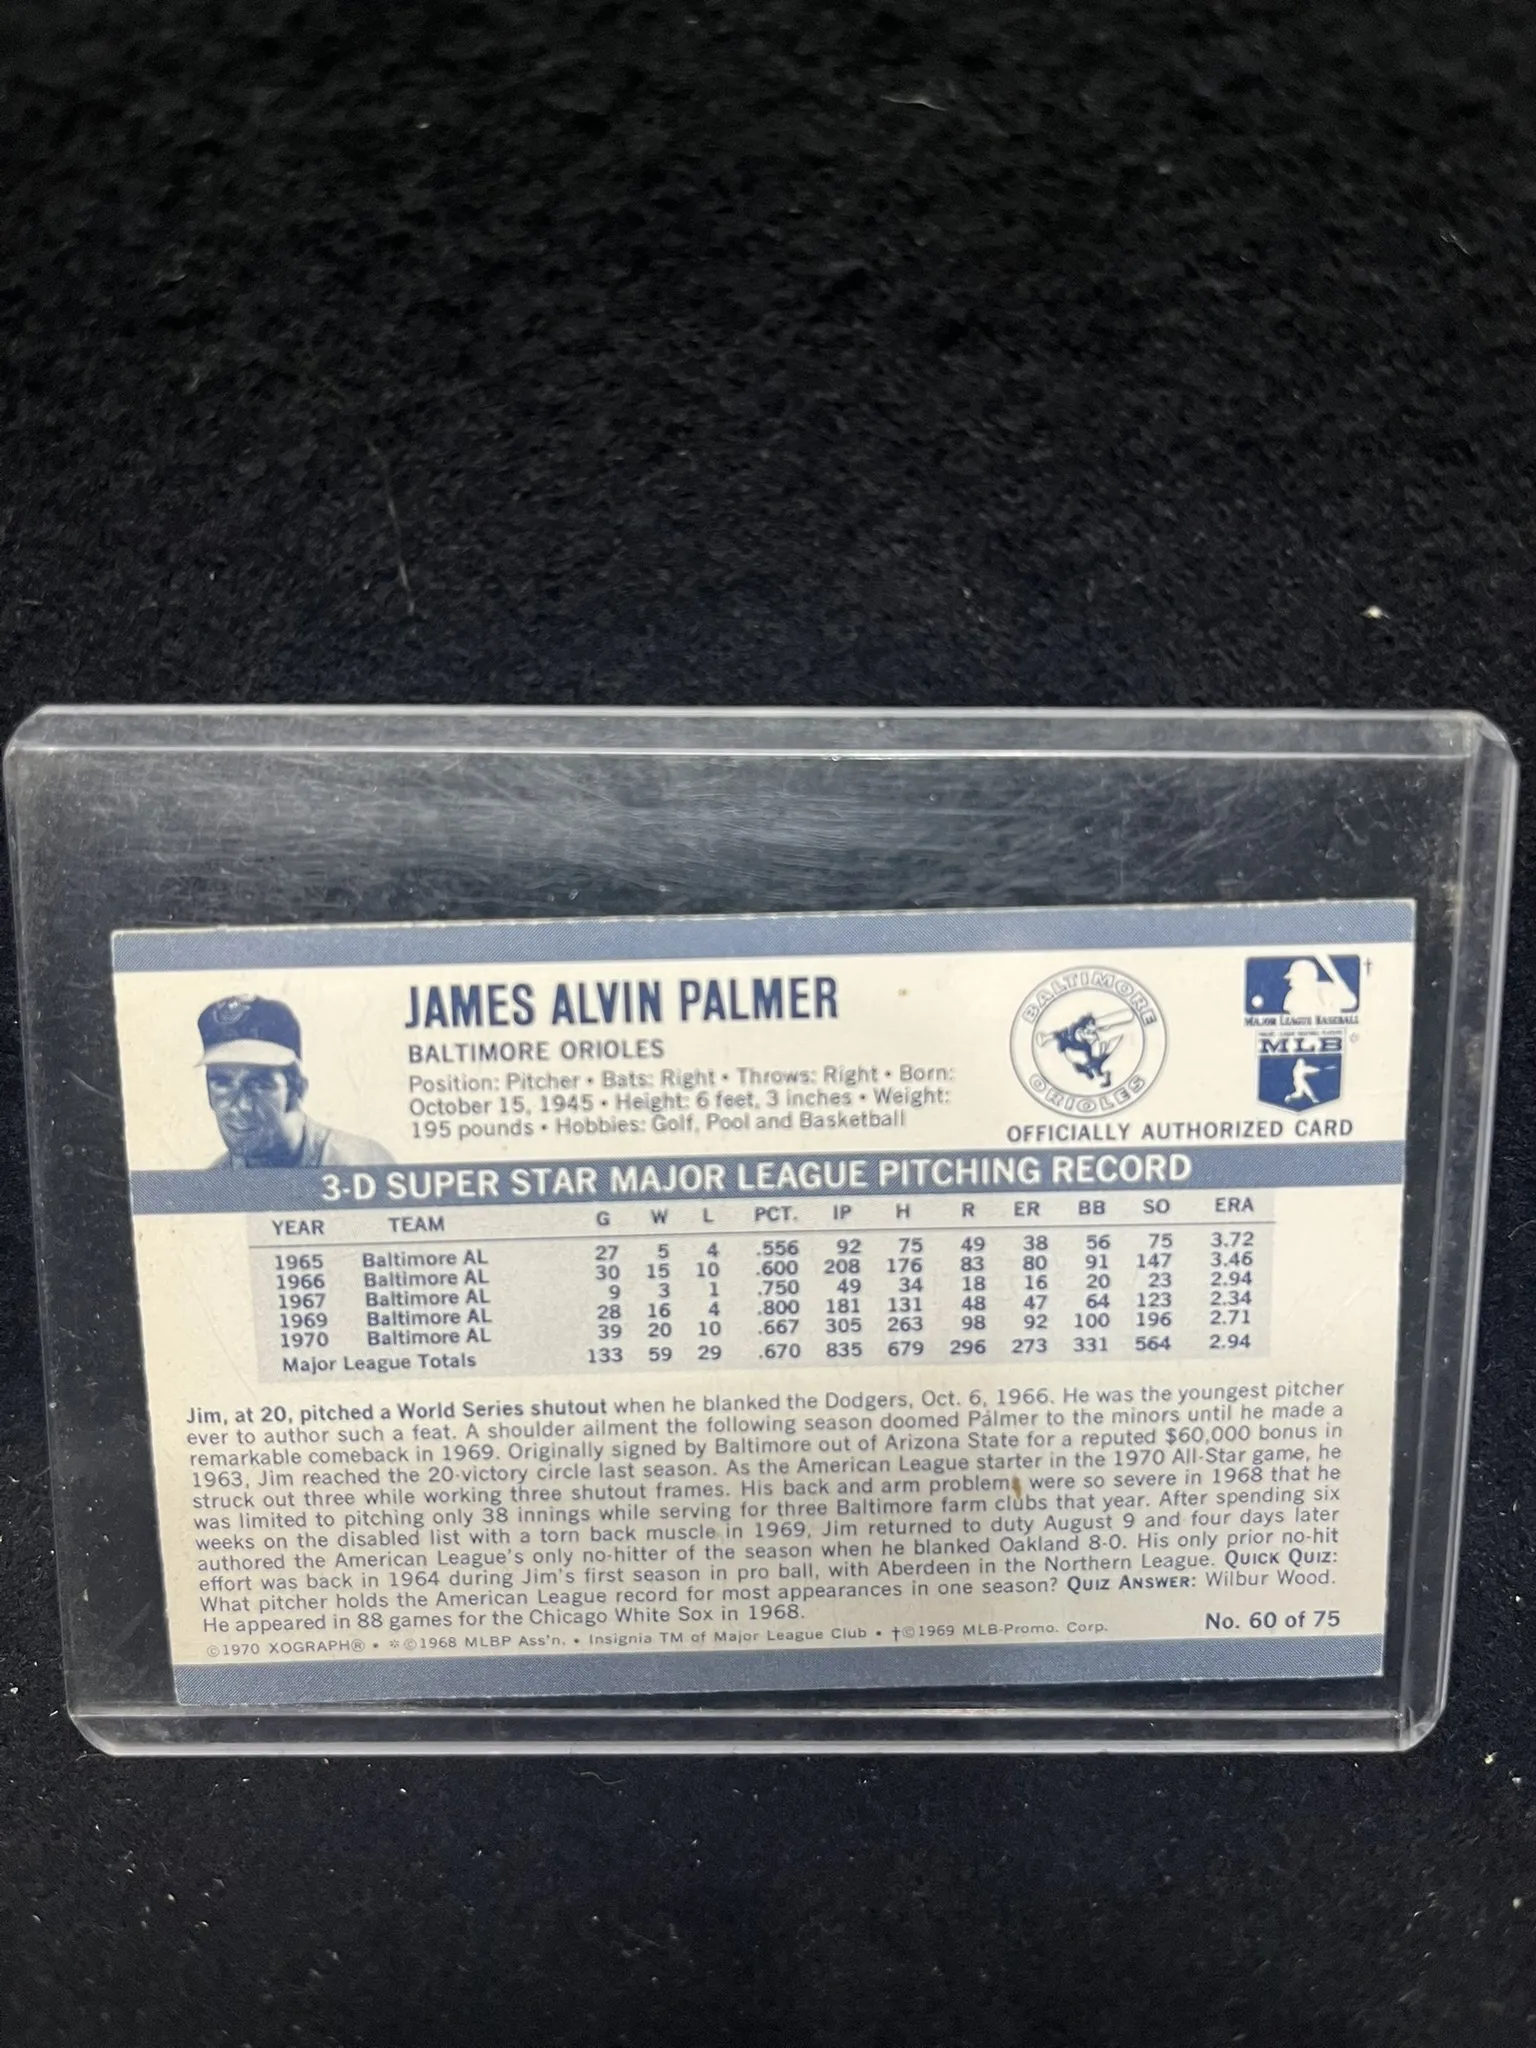 JAMES ALVIN PALMER
BALTIMORE ORIOLES
Position: Pitcher • Bats: Right • Throws: Right • Born:
October 15, 1945 • Height: 6 feet, 3 inches • Weight:
195 pounds • Hobbies: Golf, Pool and Basketball
BALTIMORE
ORIOLES
†
MAJOR LEAGUE BASEBALL
MLB ©
OFFICIALLY AUTHORIZED CARD
3-D SUPER STAR MAJOR LEAGUE PITCHING RECORD
YEAR TEAM G W L PCT. IP H R ER BB SO ERA
1965 Baltimore AL 27 5 4 .556 92 75 49 38 56 75 3.72
1966 Baltimore AL 30 15 10 .600 208 176 83 80 91 147 3.46
1967 Baltimore AL 9 3 1 .750 49 34 18 16 20 23 2.94
1969 Baltimore AL 28 16 4 .800 181 131 48 47 64 123 2.34
1970 Baltimore AL 39 20 10 .667 305 263 98 92 100 196 2.71
Major League Totals 133 59 29 .670 835 679 296 273 331 564 2.94
Jim, at 20, pitched a World Series shutout when he blanked the Dodgers, Oct. 6, 1966. He was the youngest pitcher
ever to author such a feat. A shoulder ailment the following season doomed Palmer to the minors until he made a
remarkable comeback in 1969. Originally signed by Baltimore out of Arizona State for a reputed $60,000 bonus in
1963, Jim reached the 20-victory circle last season. As the American League starter in the 1970 All-Star game, he
struck out three while working three shutout frames. His back and arm problems were so severe in 1968 that he
was limited to pitching only 38 innings while serving for three Baltimore farm clubs that year. After spending six
weeks on the disabled list with a torn back muscle in 1969, Jim returned to duty August 9 and four days later
authored the American League's only no-hitter of the season when he blanked Oakland 8-0. His only prior no-hit
effort was back in 1964 during Jim's first season in pro ball, with Aberdeen in the Northern League. QUICK QUIZ:
What pitcher holds the American League record for most appearances in one season? QUIZ ANSWER: Wilbur Wood.
He appeared in 88 games for the Chicago White Sox in 1968.
No. 60 of 75
©1970 XOGRAPH® • ※©1968 MLBP Ass'n. • Insignia TM of Major League Club • †©1969 MLB-Promo. Corp.